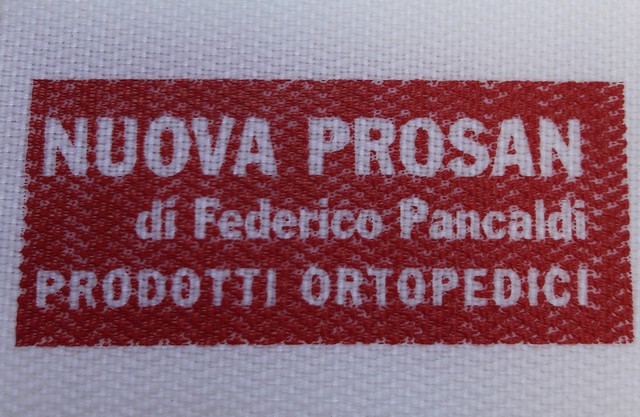 NUOVA PROSAN
di Federico Pancaldi
PRODOTTI ORTOPEDICI